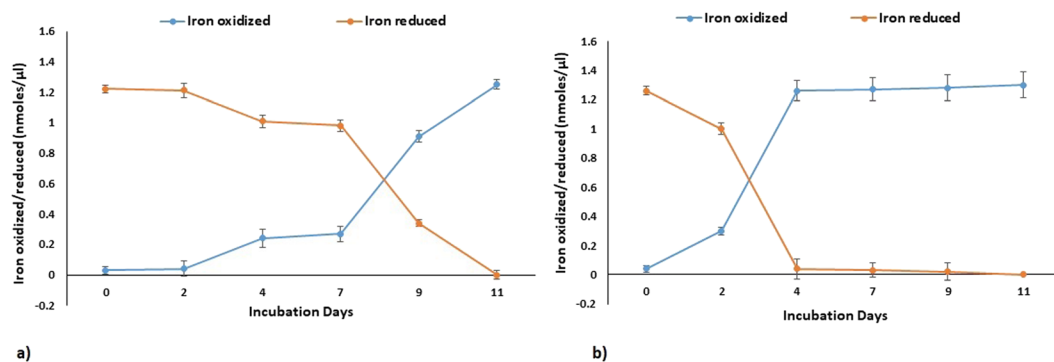 Iron oxidized Iron reduced
Iron oxidized/reduced (nmoles/µl)
1.6
1.4
1.2
1
0.8
0.6
0.4
0.2
0
-0.2
0 2 4 7 9 11
Incubation Days
a)
Iron oxidized Iron reduced
Iron oxidized/reduced (nmoles/µl)
1.6
1.4
1.2
1
0.8
0.6
0.4
0.2
0
-0.2
0 2 4 7 9 11
Incubation Days
b)